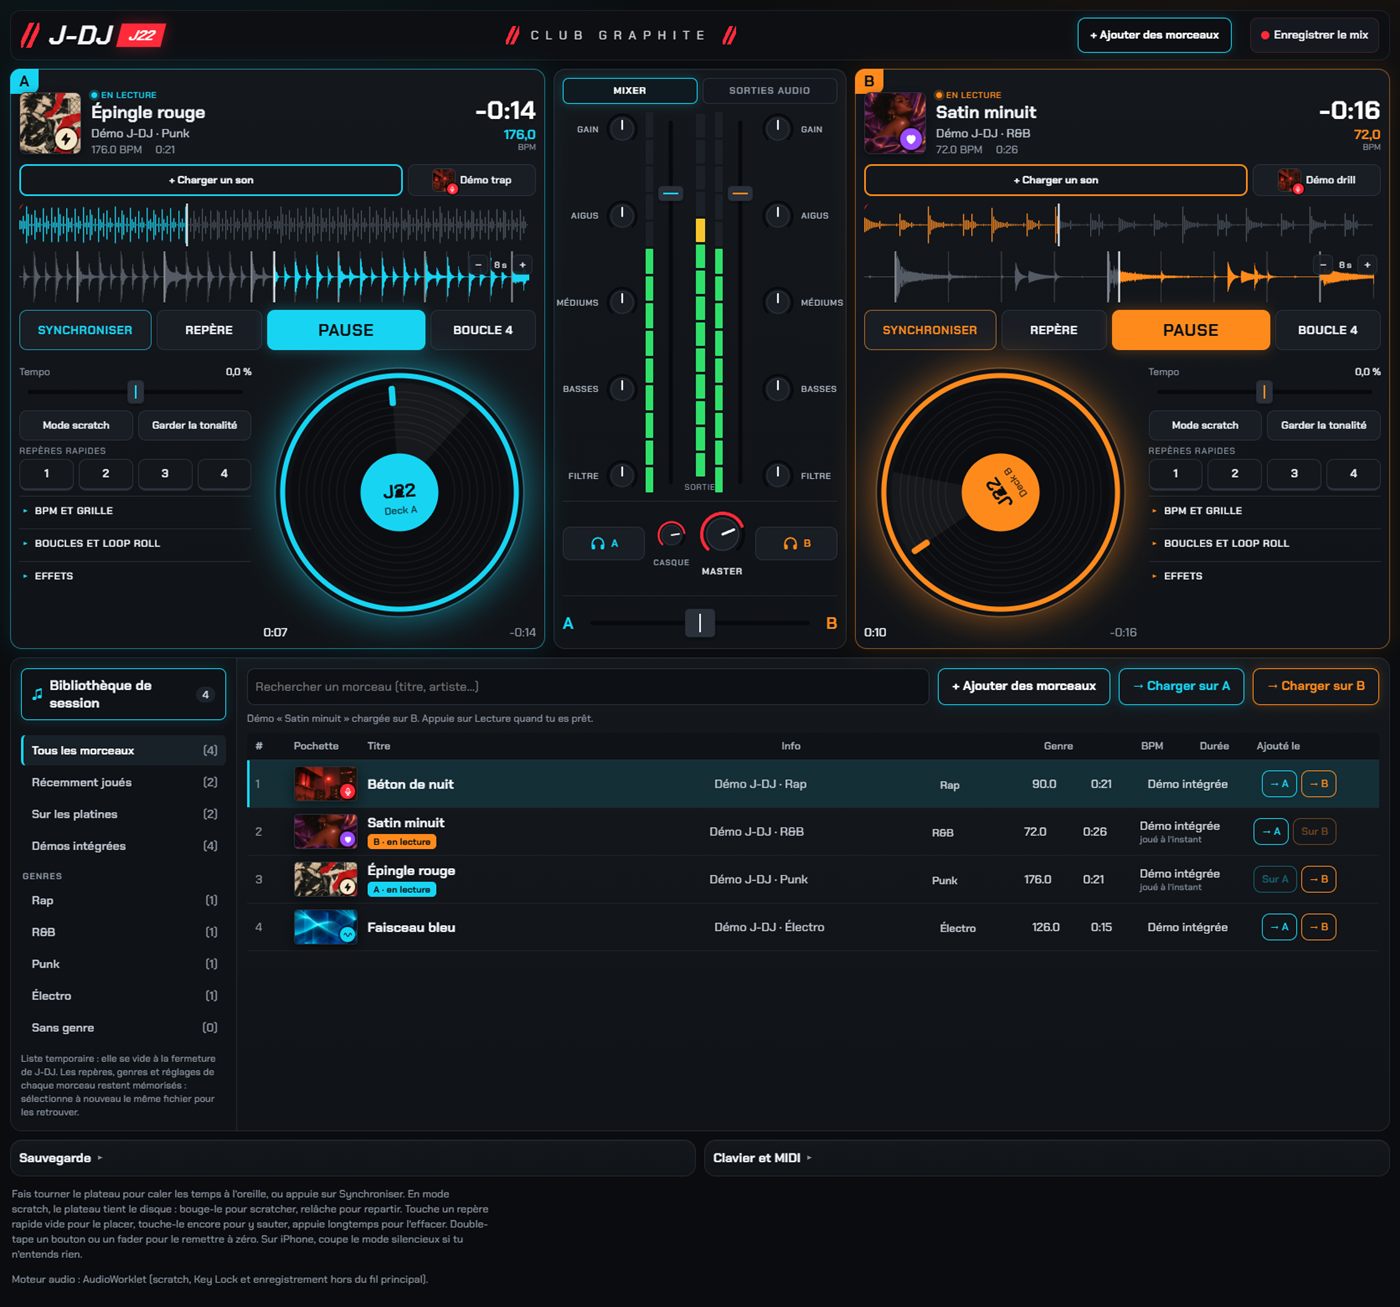 J-DJ J22
CLUB GRAPHITE
+ Ajouter des morceaux
Enregistrer le mix
A
EN LECTURE
Épingle rouge
Démo J-DJ · Punk
176.0 BPM 0:21
-0:14
176,0
BPM
+ Charger un son
Démo trap
− 8 s +
SYNCHRONISER
REPÈRE
PAUSE
BOUCLE 4
Tempo 0,0 %
Mode scratch
Garder la tonalité
REPÈRES RAPIDES
1 2 3 4
BPM ET GRILLE
BOUCLES ET LOOP ROLL
EFFETS
J22
Deck A
0:07
-0:14
MIXER
SORTIES AUDIO
GAIN GAIN
AIGUS AIGUS
MÉDIUMS MÉDIUMS
BASSES BASSES
FILTRE FILTRE
SORTIE
A
CASQUE
MASTER
B
A B
B
EN LECTURE
Satin minuit
Démo J-DJ · R&B
72.0 BPM 0:26
-0:16
72,0
BPM
+ Charger un son
Démo drill
− 8 s +
SYNCHRONISER
REPÈRE
PAUSE
BOUCLE 4
J22
Deck B
Tempo 0,0 %
Mode scratch
Garder la tonalité
REPÈRES RAPIDES
1 2 3 4
BPM ET GRILLE
BOUCLES ET LOOP ROLL
EFFETS
0:10
-0:16
Bibliothèque de
session
4
Tous les morceaux (4)
Récemment joués (2)
Sur les platines (2)
Démos intégrées (4)
GENRES
Rap (1)
R&B (1)
Punk (1)
Électro (1)
Sans genre (0)
Liste temporaire : elle se vide à la fermeture
de J-DJ. Les repères, genres et réglages de
chaque morceau restent mémorisés :
sélectionne à nouveau le même fichier pour
les retrouver.
Rechercher un morceau (titre, artiste...)
+ Ajouter des morceaux
→ Charger sur A
→ Charger sur B
Démo « Satin minuit » chargée sur B. Appuie sur Lecture quand tu es prêt.
# Pochette Titre Info Genre BPM Durée Ajouté le
1 Béton de nuit Démo J-DJ · Rap Rap 90.0 0:21 Démo intégrée → A → B
2 Satin minuit Démo J-DJ · R&B R&B 72.0 0:26 Démo intégrée → A Sur B
B · en lecture joué à l'instant
3 Épingle rouge Démo J-DJ · Punk Punk 176.0 0:21 Démo intégrée Sur A → B
A · en lecture joué à l'instant
4 Faisceau bleu Démo J-DJ · Électro Électro 126.0 0:15 Démo intégrée → A → B
Sauvegarde
Clavier et MIDI
Fais tourner le plateau pour caler les temps à l'oreille, ou appuie sur Synchroniser. En mode
scratch, le plateau tient le disque : bouge-le pour scratcher, relâche pour repartir. Touche un repère
rapide vide pour le placer, touche-le encore pour y sauter, appuie longtemps pour l'effacer. Double-
tape un bouton ou un fader pour le remettre à zéro. Sur iPhone, coupe le mode silencieux si tu
n'entends rien.
Moteur audio : AudioWorklet (scratch, Key Lock et enregistrement hors du fil principal).